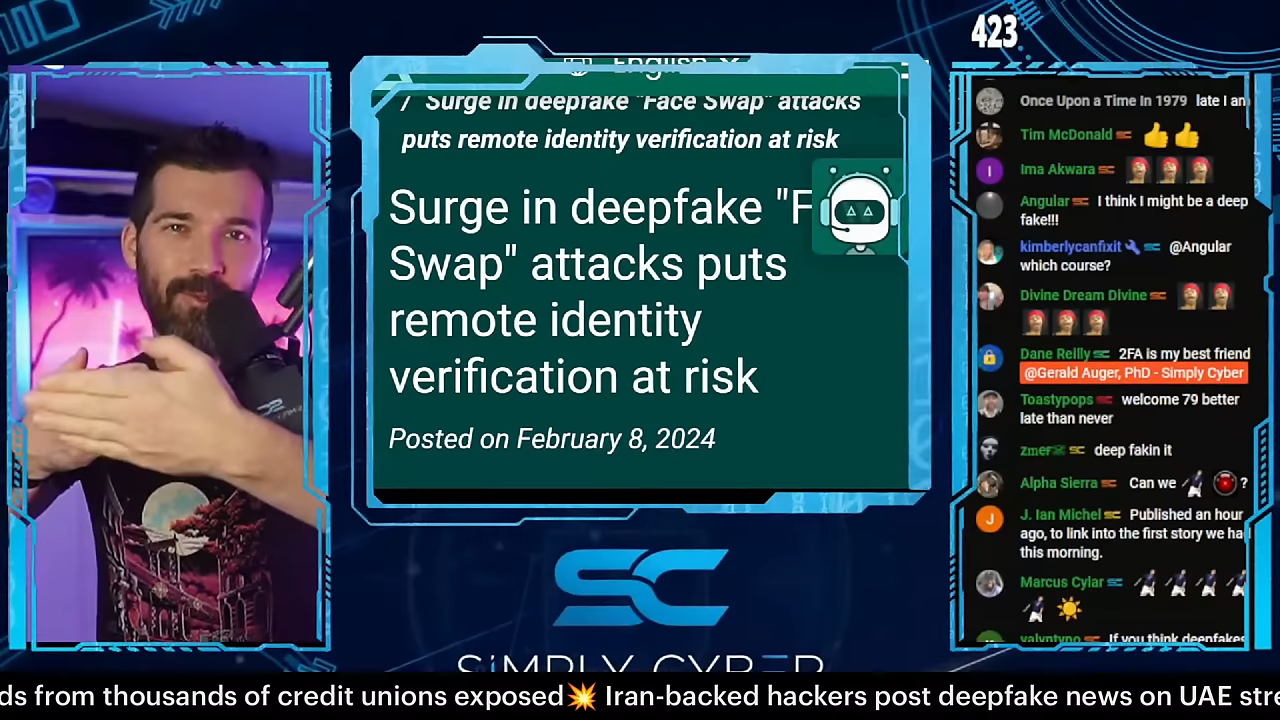 423
English
/ Surge in deepfake "Face Swap" attacks
puts remote identity verification at risk
Surge in deepfake "F
Swap" attacks puts
remote identity
verification at risk
Posted on February 8, 2024
SC
SIMPLY CYBER
Once Upon a Time In 1979 late I am
Tim McDonald
Ima Akwara
Angular I think I might be a deep
fake!!!
kimberlycanfixit @Angular
which course?
Divine Dream Divine
Dane Reilly 2FA is my best friend
@Gerald Auger, PhD - Simply Cyber
Toastypops welcome 79 better
late than never
zmer deep fakin it
Alpha Sierra Can we ?
J. Ian Michel Published an hour
ago, to link into the first story we had
this morning.
Marcus Cylar
valyntyno If you think deepfakes
ds from thousands of credit unions exposed💥 Iran-backed hackers post deepfake news on UAE stre